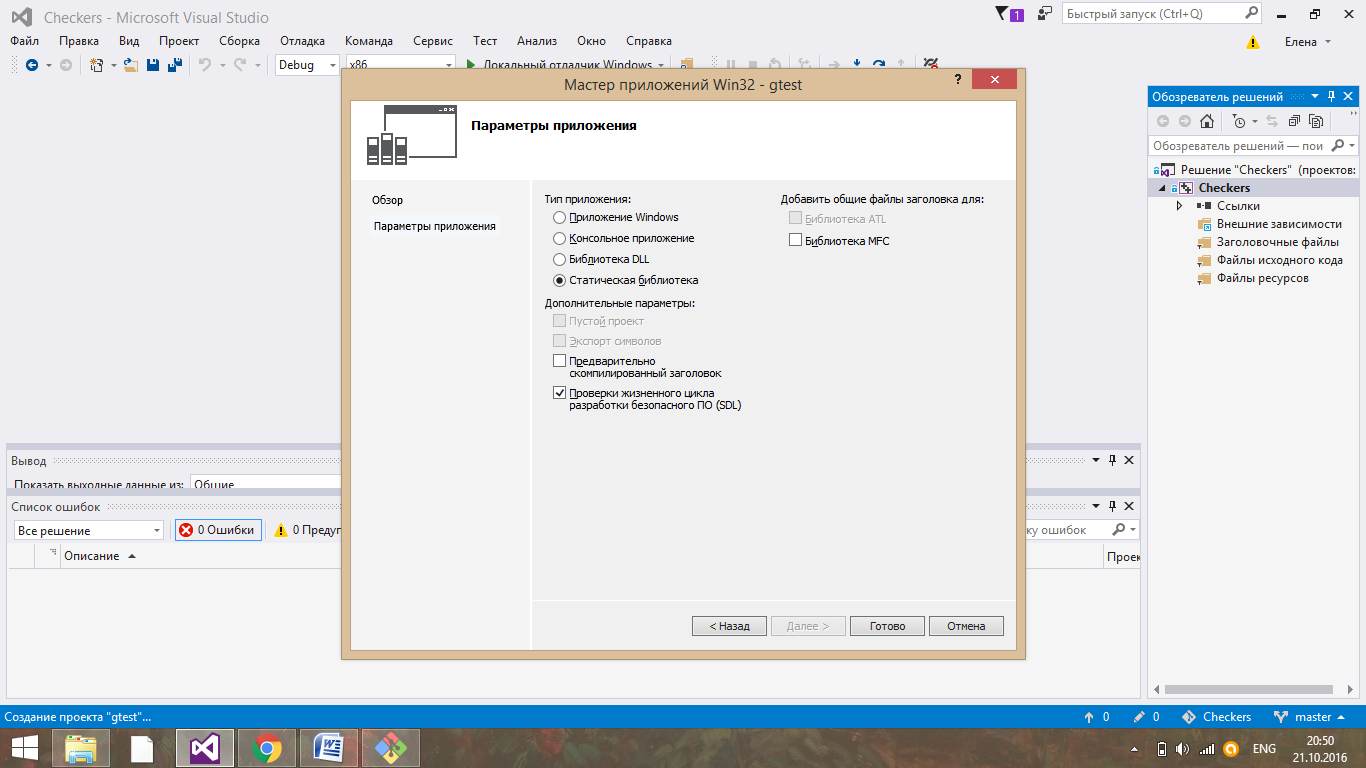 Checkers - Microsoft Visual Studio
1
Быстрый запуск (Ctrl+Q)
Файл Правка Вид Проект Сборка Отладка Команда Сервис Тест Анализ Окно Справка
Елена
Debug x86 Локальный отладчик Windows
Мастер приложений Win32 - gtest
?
Параметры приложения
Обзор
Параметры приложения
Тип приложения:
Приложение Windows
Консольное приложение
Библиотека DLL
Статическая библиотека
Дополнительные параметры:
Пустой проект
Экспорт символов
Предварительно
скомпилированный заголовок
Проверки жизненного цикла
разработки безопасного ПО (SDL)
Добавить общие файлы заголовка для:
Библиотека ATL
Библиотека MFC
< Назад Далее > Готово Отмена
Обозреватель решений
Обозреватель решений — пои
Решение "Checkers" (проектов:
Checkers
Ссылки
Внешние зависимости
Заголовочные файлы
Файлы исходного кода
Файлы ресурсов
Вывод
Показать выходные данные из: Общие
Список ошибок
Все решение 0 Ошибки 0 Предуп
ку ошибок
Описание
Проек
Создание проекта "gtest"... 0 0 Checkers master
ENG
20:50
21.10.2016